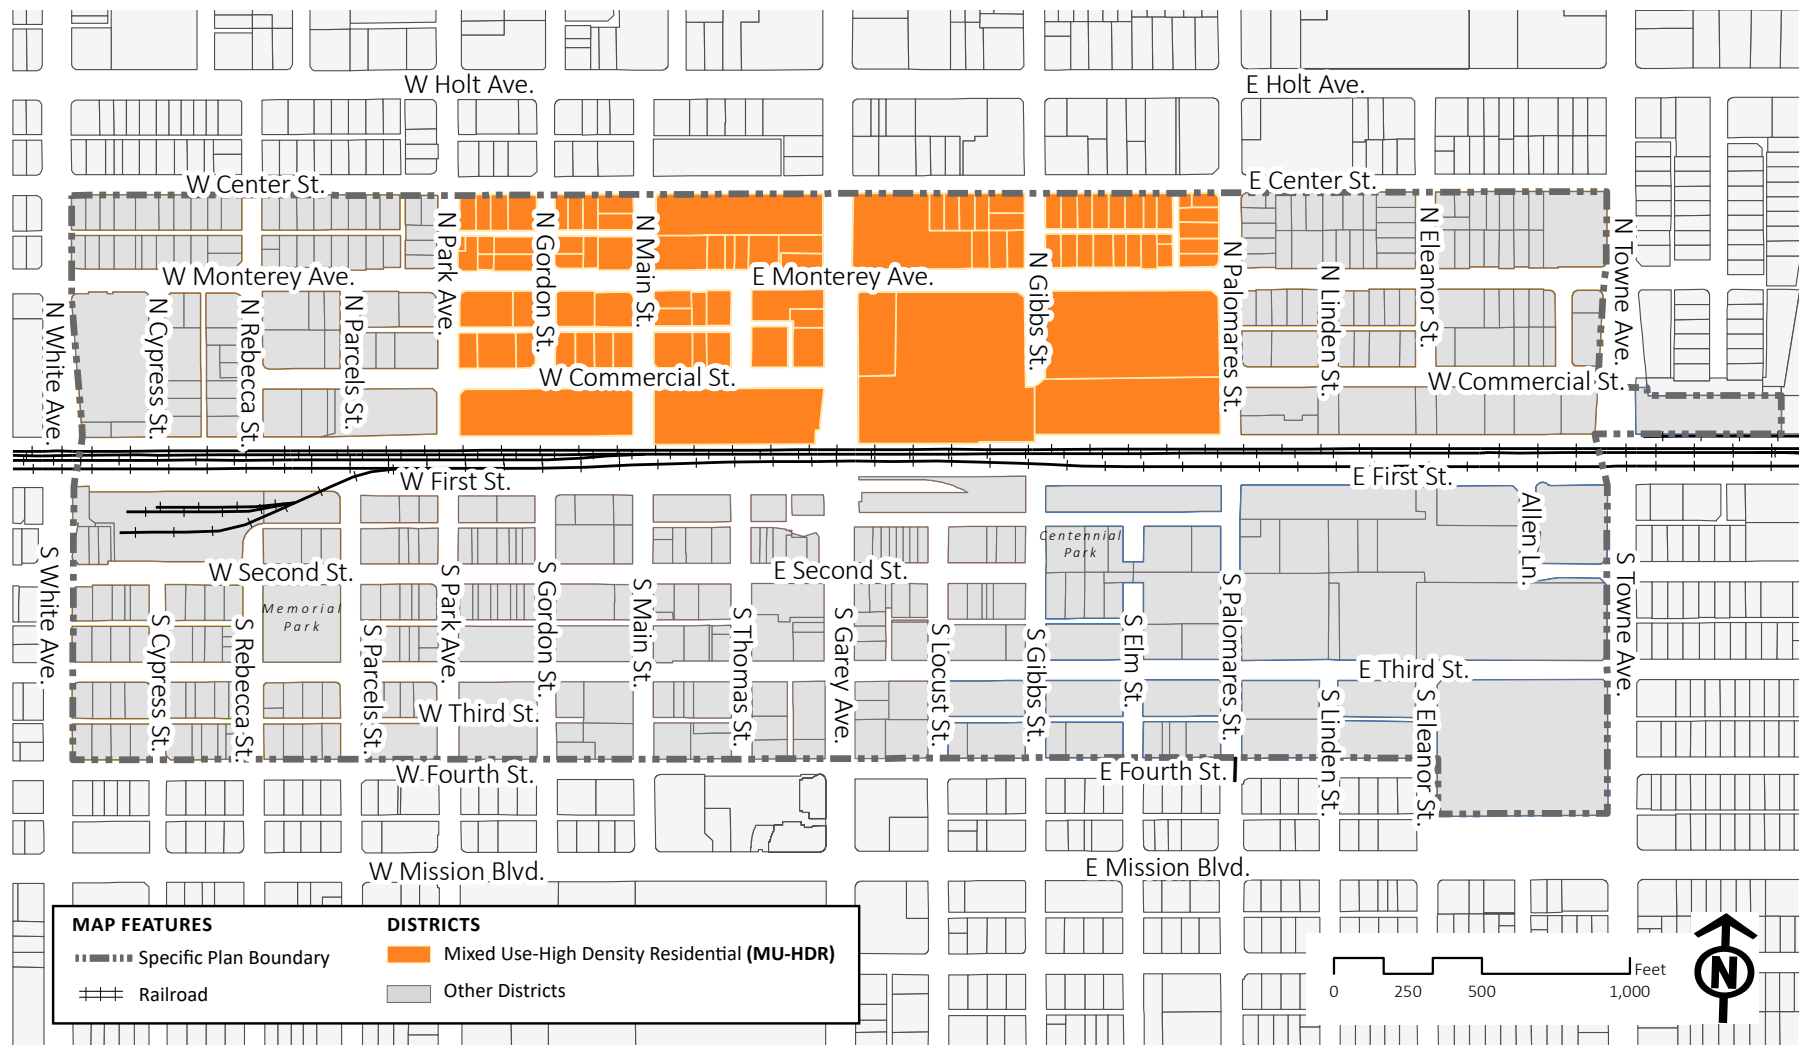 W Holt Ave.
E Holt Ave.
W Center St.
E Center St.
N Park Ave.
N Gordon St.
N Main St.
N Gibbs St.
N Palomares St.
N Eleanor St.
N Towne Ave.
W Monterey Ave.
E Monterey Ave.
N White Ave.
N Cypress St.
N Rebecca St.
N Parcels St.
N Linden St.
W Commercial St.
W Commercial St.
W First St.
E First St.
Allen Ln.
Centennial
Park
W Second St.
E Second St.
Memorial
Park
S White Ave.
S Cypress St.
S Rebecca St.
S Parcels St.
S Park Ave.
S Gordon St.
S Main St.
S Thomas St.
S Garey Ave.
S Locust St.
S Gibbs St.
S Elm St.
S Palomares St.
S Linden St.
S Eleanor St.
S Towne Ave.
W Third St.
E Third St.
W Fourth St.
E Fourth St.
W Mission Blvd.
E Mission Blvd.
MAP FEATURES
Specific Plan Boundary
Railroad
DISTRICTS
Mixed Use-High Density Residential (MU-HDR)
Other Districts
Feet
0 250 500 1,000
N